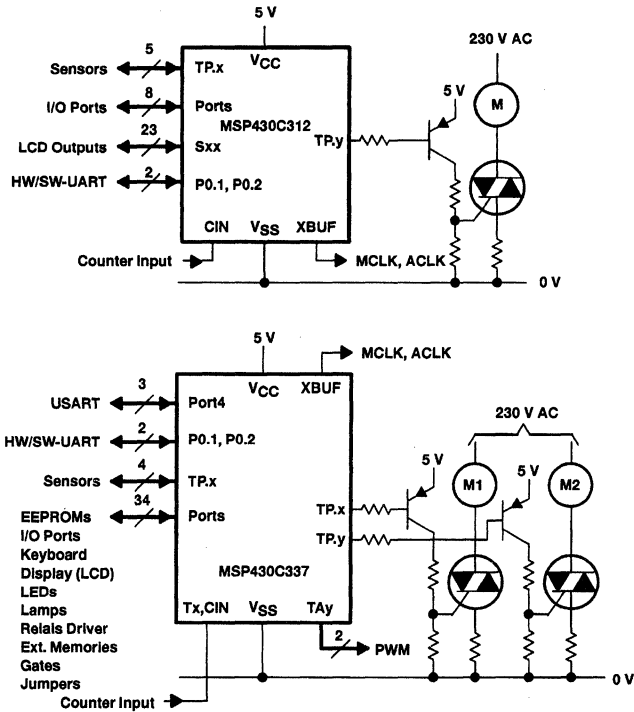 5 V
230 V AC
5
Sensors
TP.x
VCC
5 V
M
8
I/O Ports
Ports
MSP430C312
23
LCD Outputs
Sxx
TP.y
2
HW/SW-UART
P0.1, P0.2
CIN
VSS
XBUF
Counter Input
MCLK, ACLK
0 V
5 V
MCLK, ACLK
VCC
XBUF
3
USART
Port4
230 V AC
2
HW/SW-UART
P0.1, P0.2
4
Sensors
TP.x
5 V
M1
5 V
M2
34
EEPROMs
Ports
TP.x
I/O Ports
TP.y
Keyboard
Display (LCD)
MSP430C337
LEDs
Lamps
Tx,CIN
VSS
TAy
Relais Driver
2
PWM
Ext. Memories
Gates
Jumpers
0 V
Counter Input